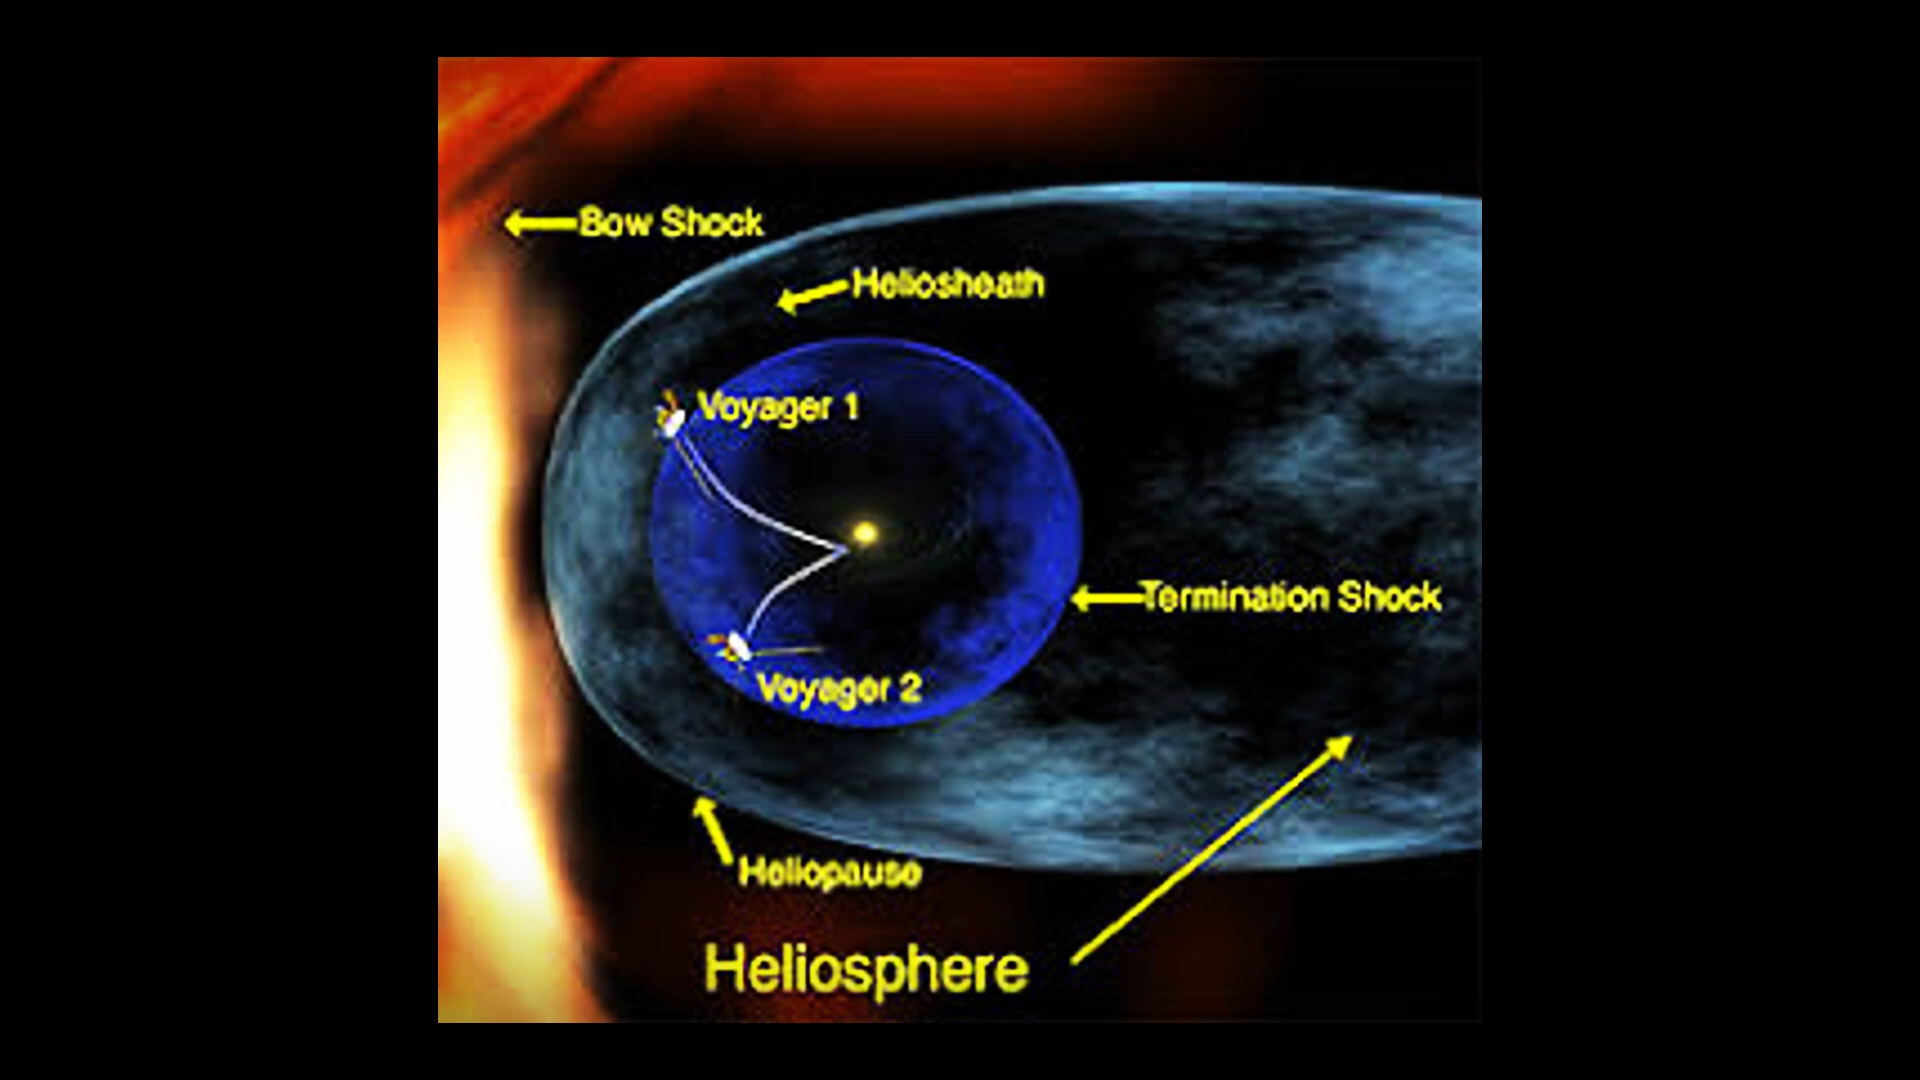 Bow Shock
Heliosheath
Voyager 1
Termination Shock
Voyager 2
Heliopause
Heliosphere